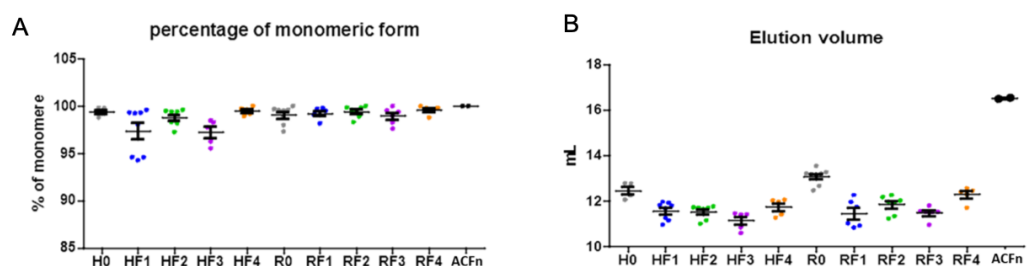 A
percentage of monomeric form
% of monomere
105
100
95
90
85
H0 HF1 HF2 HF3 HF4 R0 RF1 RF2 RF3 RF4 ACFn
B
Elution volume
mL
18
16
14
12
10
H0 HF1 HF2 HF3 HF4 R0 RF1 RF2 RF3 RF4 ACFn